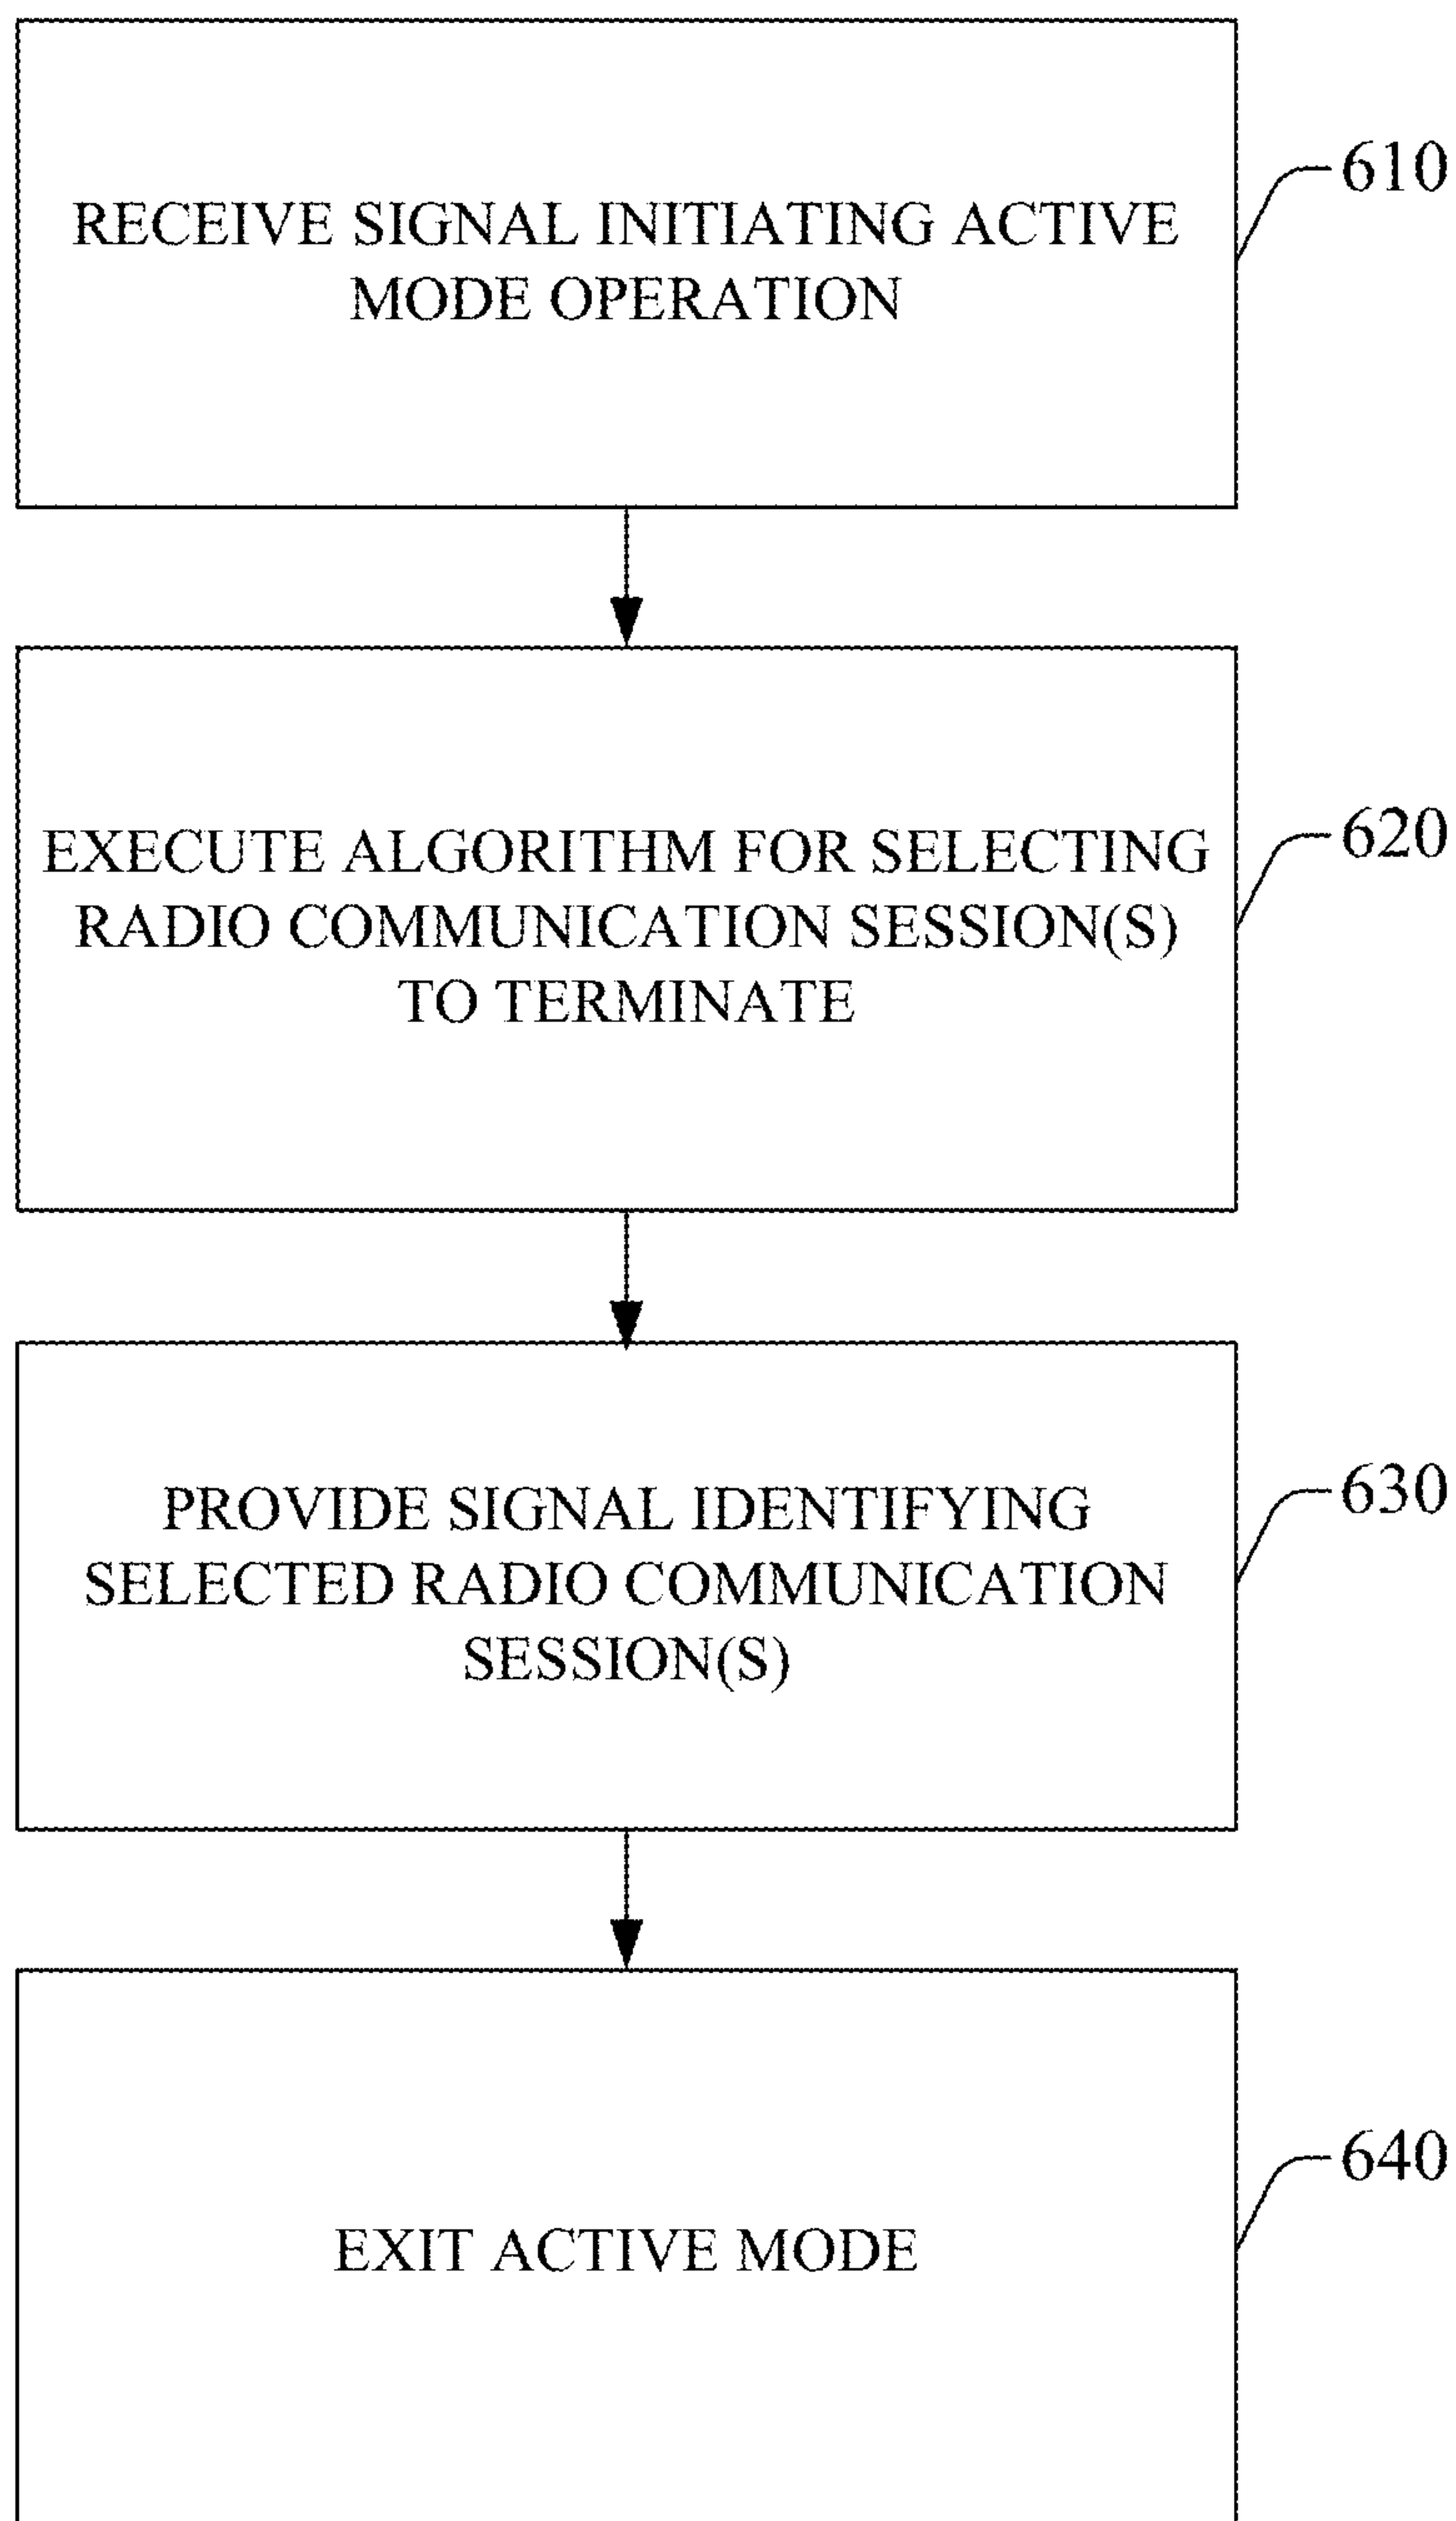 RECEIVE SIGNAL INITIATING ACTIVE
MODE OPERATION
610
EXECUTE ALGORITHM FOR SELECTING
RADIO COMMUNICATION SESSION(S)
TO TERMINATE
620
PROVIDE SIGNAL IDENTIFYING
SELECTED RADIO COMMUNICATION
SESSION(S)
630
EXIT ACTIVE MODE
640